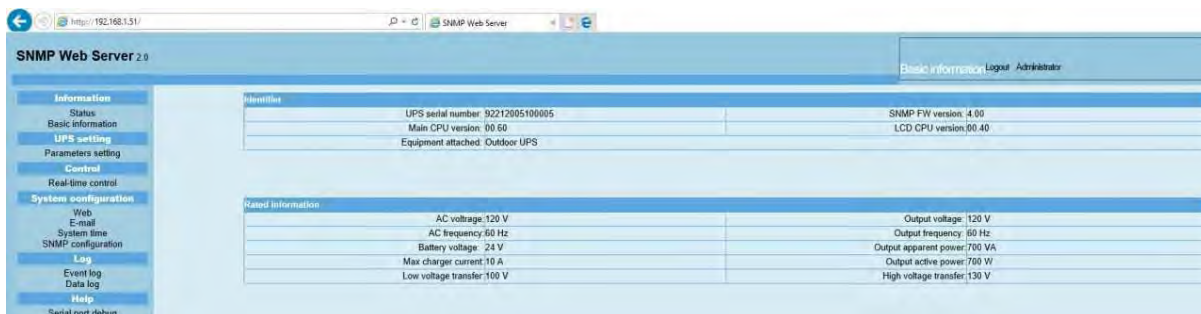 http://192.168.1.51/
SNMP Web Server
SNMP Web Server 2.0
Basic information Logout Administrator
Information
Status
Basic information
UPS setting
Parameters setting
Control
Real-time control
System configuration
Web
E-mail
System time
SNMP configuration
Log
Event log
Data log
Help
Serial port debug
Identifier
UPS serial number: 92212005100005 SNMP FW version: 4.00
Main CPU version: 00.60 LCD CPU version: 00.40
Equipment attached: Outdoor UPS
Rated information
AC voltrage: 120 V Output voltage: 120 V
AC frequency: 60 Hz Output frequency: 60 Hz
Battery voltage: 24 V Output apparent power: 700 VA
Max charger current: 10 A Output active power: 700 W
Low voltage transfer: 100 V High voltage transfer: 130 V